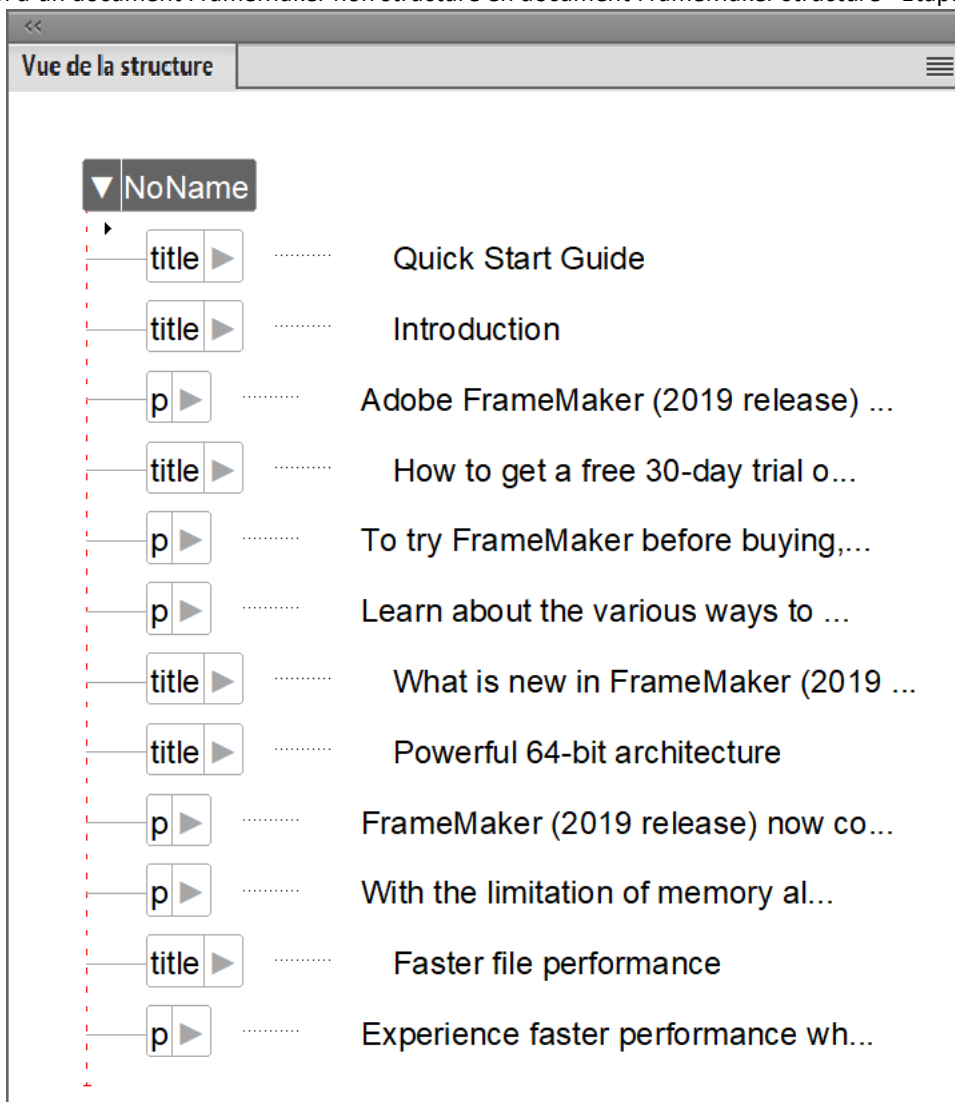 <<
Vue de la structure
NoName
title Quick Start Guide
title Introduction
p Adobe FrameMaker (2019 release) ...
title How to get a free 30-day trial o...
p To try FrameMaker before buying,...
p Learn about the various ways to ...
title What is new in FrameMaker (2019 ...
title Powerful 64-bit architecture
p FrameMaker (2019 release) now co...
p With the limitation of memory al...
title Faster file performance
p Experience faster performance wh...